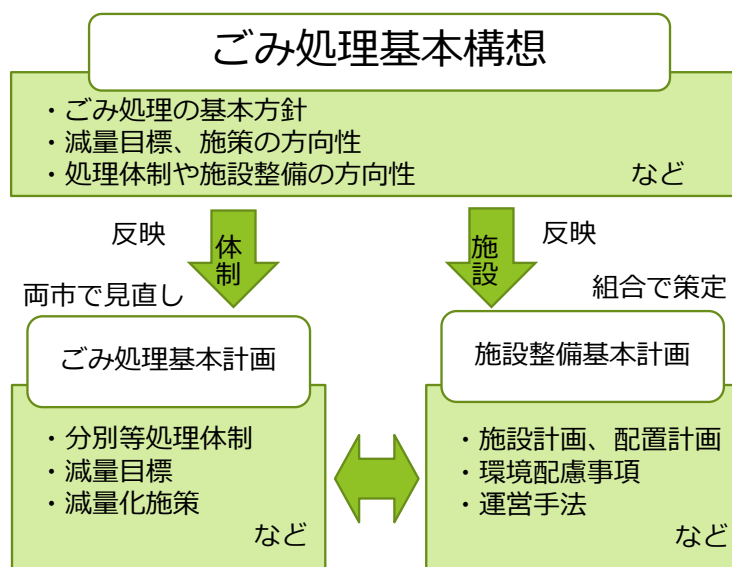 ごみ処理基本構想
・ごみ処理の基本方針
・減量目標、施策の方向性
・処理体制や施設整備の方向性
など
反映
体制
施設
反映
両市で見直し
組合で策定
ごみ処理基本計画
・分別等処理体制
・減量目標
・減量化施策
など
施設整備基本計画
・施設計画、配置計画
・環境配慮事項
・運営手法
など